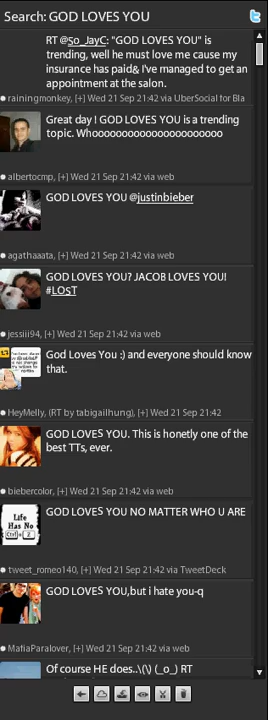 Search: GOD LOVES YOU
RT @so_JayC: "GOD LOVES YOU" is
trending, well he must love me cause my
insurance has paid& I've managed to get an
appointment at the salon.
rainingmonkey, [+] Wed 21 Sep 21:42 via UberSocial for Bla
Great day ! GOD LOVES YOU is a trending
topic. Whooooooooooooooooooooooo
albertocmp, [+] Wed 21 Sep 21:42 via web
GOD LOVES YOU @justinbieber
agathaaata, [+] Wed 21 Sep 21:42 via web
GOD LOVES YOU? JACOB LOVES YOU!
#LOST
jessiii94, [+] Wed 21 Sep 21:42 via web
God Loves You :) and everyone should know
that.
HeyMelly, (RT by tabigailhung), [+] Wed 21 Sep 21:42
GOD LOVES YOU. This is honetly one of the
best TTs, ever.
biebercolor, [+] Wed 21 Sep 21:42 via web
GOD LOVES YOU NO MATTER WHO U ARE
Life
Has No
Ctrl+Z
tweet_romeo140, [+] Wed 21 Sep 21:42 via TweetDeck
GOD LOVES YOU,but i hate you-q
MafiaParalover, [+] Wed 21 Sep 21:42 via web
Of course HE does..\(\) (_o_) RT